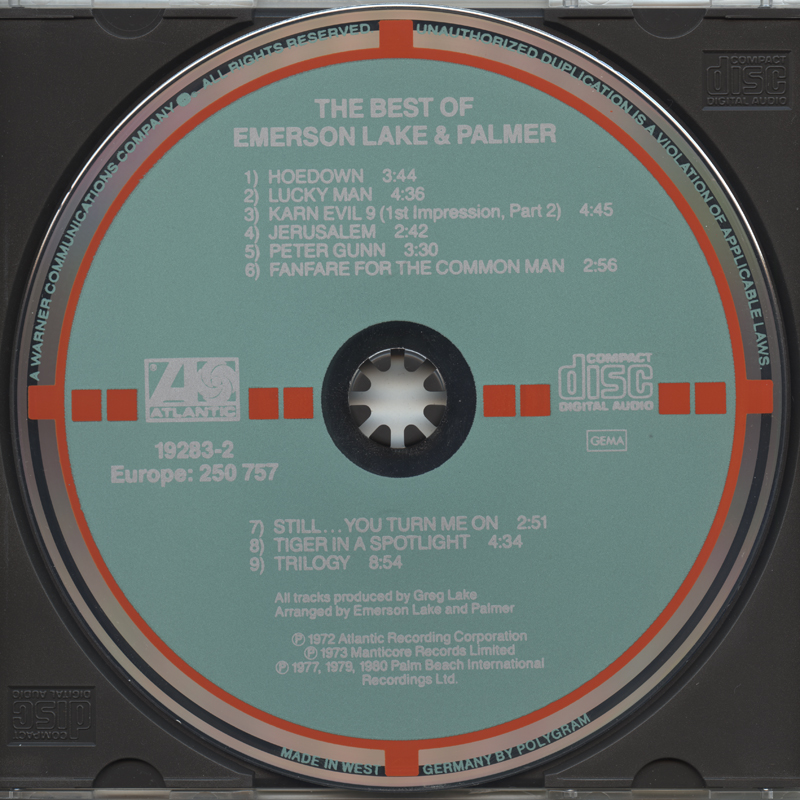 A WARNER COMMUNICATIONS COMPANY ALL RIGHTS RESERVED
UNAUTHORIZED DUPLICATION IS A VIOLATION OF APPLICABLE LAWS.
COMPACT
disc
DIGITAL AUDIO
THE BEST OF
EMERSON LAKE & PALMER
1) HOEDOWN 3:44
2) LUCKY MAN 4:36
3) KARN EVIL 9 (1st Impression, Part 2) 4:45
4) JERUSALEM 2:42
5) PETER GUNN 3:30
6) FANFARE FOR THE COMMON MAN 2:56
ATLANTIC
COMPACT
disc
DIGITAL AUDIO
GEMA
19283-2
Europe: 250 757
7) STILL...YOU TURN ME ON 2:51
8) TIGER IN A SPOTLIGHT 4:34
9) TRILOGY 8:54
All tracks produced by Greg Lake
Arranged by Emerson Lake and Palmer
℗ 1972 Atlantic Recording Corporation
℗ 1973 Manticore Records Limited
℗ 1977, 1979, 1980 Palm Beach International
Recordings Ltd.
COMPACT
disc
DIGITAL AUDIO
MADE IN WEST GERMANY BY POLYGRAM